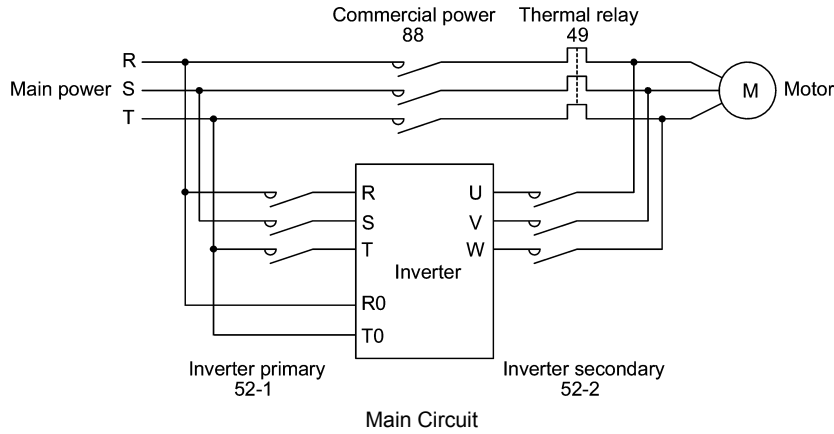 Commercial power
88
Thermal relay
49
R
Main power S
T
M
Motor
R
S
T
U
V
W
Inverter
R0
T0
Inverter primary
52-1
Inverter secondary
52-2
Main Circuit